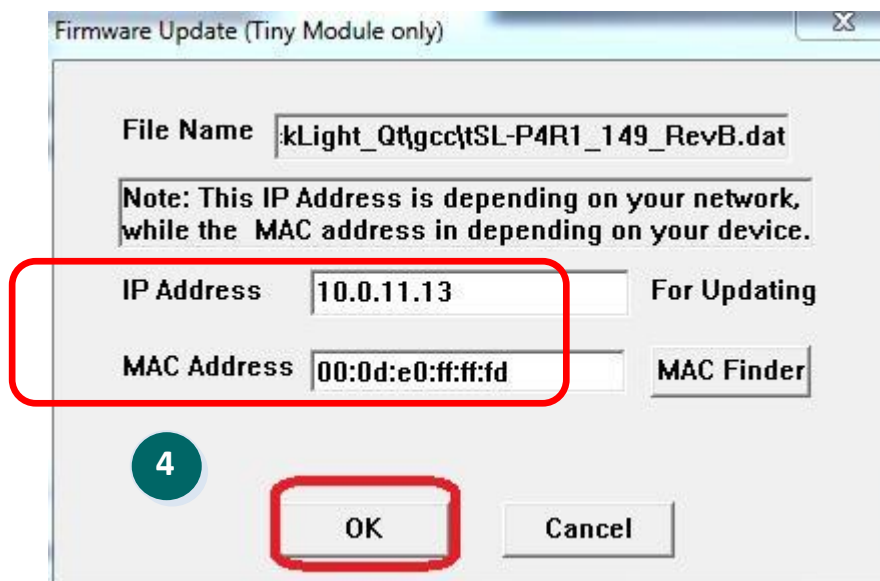 Firmware Update (Tiny Module only)
File Name :kLight_Qt\gcc\tSL-P4R1_149_RevB.dat
Note: This IP Address is depending on your network,
while the MAC address in depending on your device.
IP Address 10.0.11.13 For Updating
MAC Address 00:0d:e0:ff:ff:fd MAC Finder
4
OK Cancel